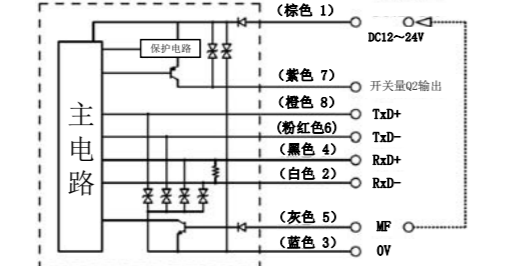 (棕色 1)
DC12～24V
保护电路
(紫色 7) 开关量Q2输出
(橙色 8) TxD+
(粉红色6) TxD-
主电路
(黑色 4) RxD+
(白色 2) RxD-
(灰色 5) MF
(蓝色 3) 0V